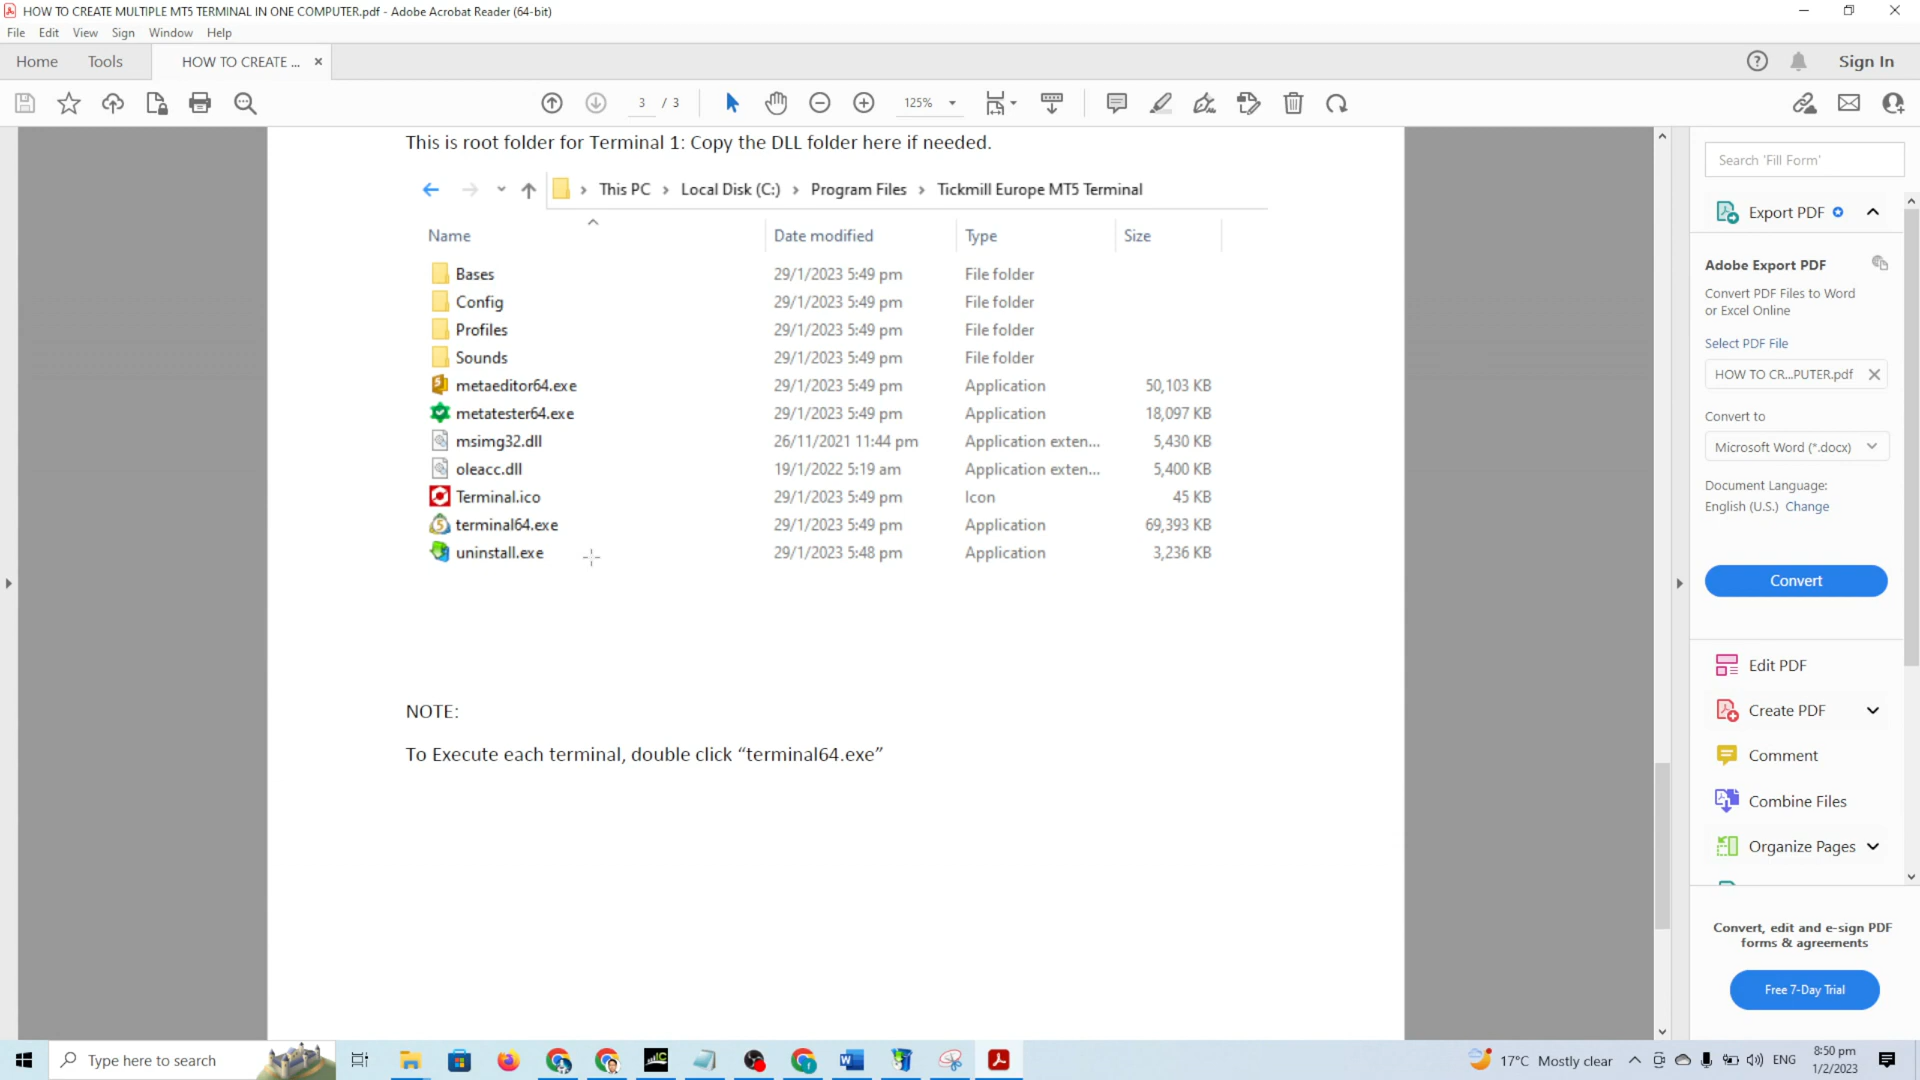 HOW TO CREATE MULTIPLE MT5 TERMINAL IN ONE COMPUTER.pdf - Adobe Acrobat Reader (64-bit)
File Edit View Sign Window Help
Home Tools HOW TO CREATE ... × Sign In
3 / 3 125%
This is root folder for Terminal 1: Copy the DLL folder here if needed.
This PC › Local Disk (C:) › Program Files › Tickmill Europe MT5 Terminal
Name Date modified Type Size
Bases 29/1/2023 5:49 pm File folder
Config 29/1/2023 5:49 pm File folder
Profiles 29/1/2023 5:49 pm File folder
Sounds 29/1/2023 5:49 pm File folder
metaeditor64.exe 29/1/2023 5:49 pm Application 50,103 KB
metatester64.exe 29/1/2023 5:49 pm Application 18,097 KB
msimg32.dll 26/11/2021 11:44 pm Application exten... 5,430 KB
oleacc.dll 19/1/2022 5:19 am Application exten... 5,400 KB
Terminal.ico 29/1/2023 5:49 pm Icon 45 KB
terminal64.exe 29/1/2023 5:49 pm Application 69,393 KB
uninstall.exe 29/1/2023 5:48 pm Application 3,236 KB
NOTE:
To Execute each terminal, double click “terminal64.exe”
Search 'Fill Form'
Export PDF
Adobe Export PDF
Convert PDF Files to Word
or Excel Online
Select PDF File
HOW TO CR...PUTER.pdf
Convert to
Microsoft Word (*.docx)
Document Language:
English (U.S.) Change
Convert
Edit PDF
Create PDF
Comment
Combine Files
Organize Pages
Convert, edit and e-sign PDF
forms & agreements
Free 7-Day Trial
Type here to search
17°C Mostly clear
ENG
8:50 pm
1/2/2023